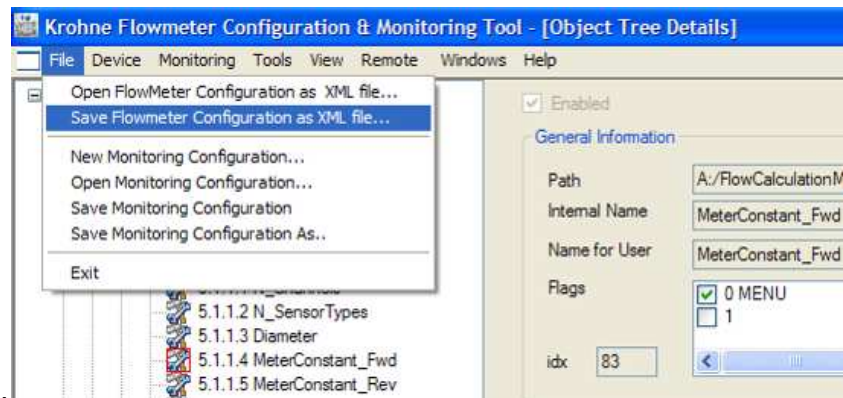 Krohne Flowmeter Configuration & Monitoring Tool - [Object Tree Details]
File Device Monitoring Tools View Remote Windows Help
Open FlowMeter Configuration as XML file...
Save Flowmeter Configuration as XML file...
New Monitoring Configuration...
Open Monitoring Configuration...
Save Monitoring Configuration
Save Monitoring Configuration As..
Exit
5.1.1.2 N_SensorTypes
5.1.1.3 Diameter
5.1.1.4 MeterConstant_Fwd
5.1.1.5 MeterConstant_Rev
Enabled
General Information
Path A:/FlowCalculationM
Internal Name MeterConstant_Fwd
Name for User MeterConstant_Fwd
Flags 0 MENU
1
idx 83